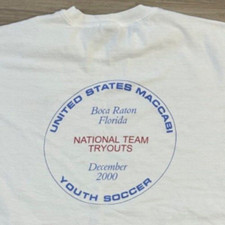 UNITED STATES MACCABI
Boca Raton
Florida
NATIONAL TEAM
TRYOUTS
December
2000
YOUTH SOCCER